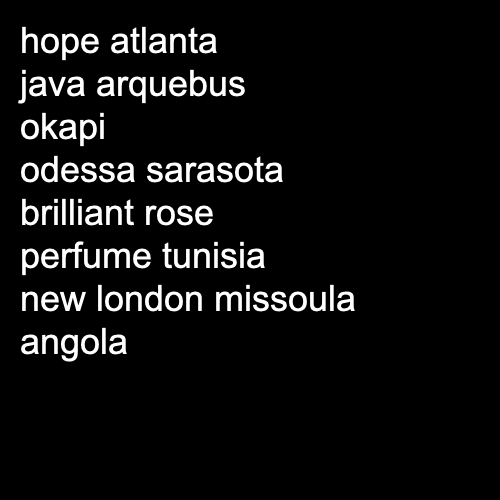 hope atlanta
java arquebus
okapi
odessa sarasota
brilliant rose
perfume tunisia
new london missoula
angola